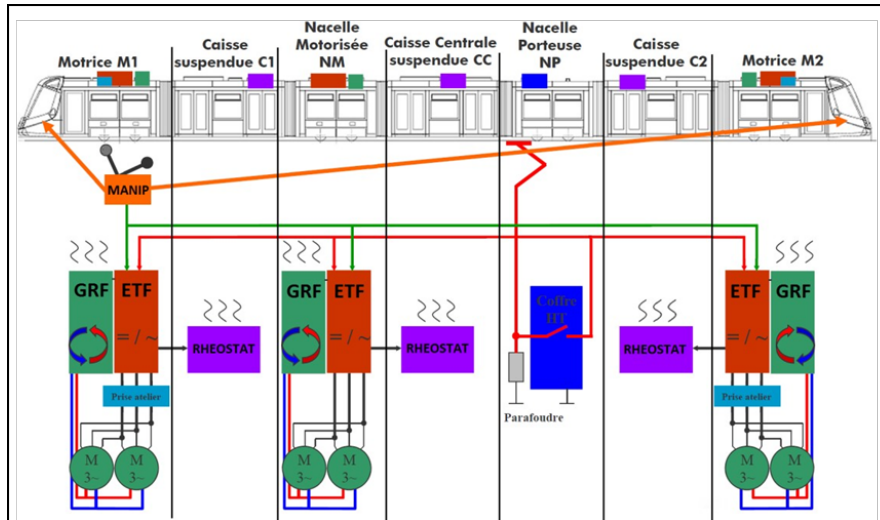 Motrice M1
Caisse
suspendue C1
Nacelle
Motorisée
NM
Caisse Centrale
suspendue CC
Nacelle
Porteuse
NP
Caisse
suspendue C2
Motrice M2
MANIP
GRF
ETF
= / ~
RHEOSTAT
Prise atelier
M
3~
M
3~
GRF
ETF
= / ~
RHEOSTAT
M
3~
M
3~
Coffre
HT
Parafoudre
RHEOSTAT
ETF
GRF
= / ~
Prise atelier
M
3~
M
3~